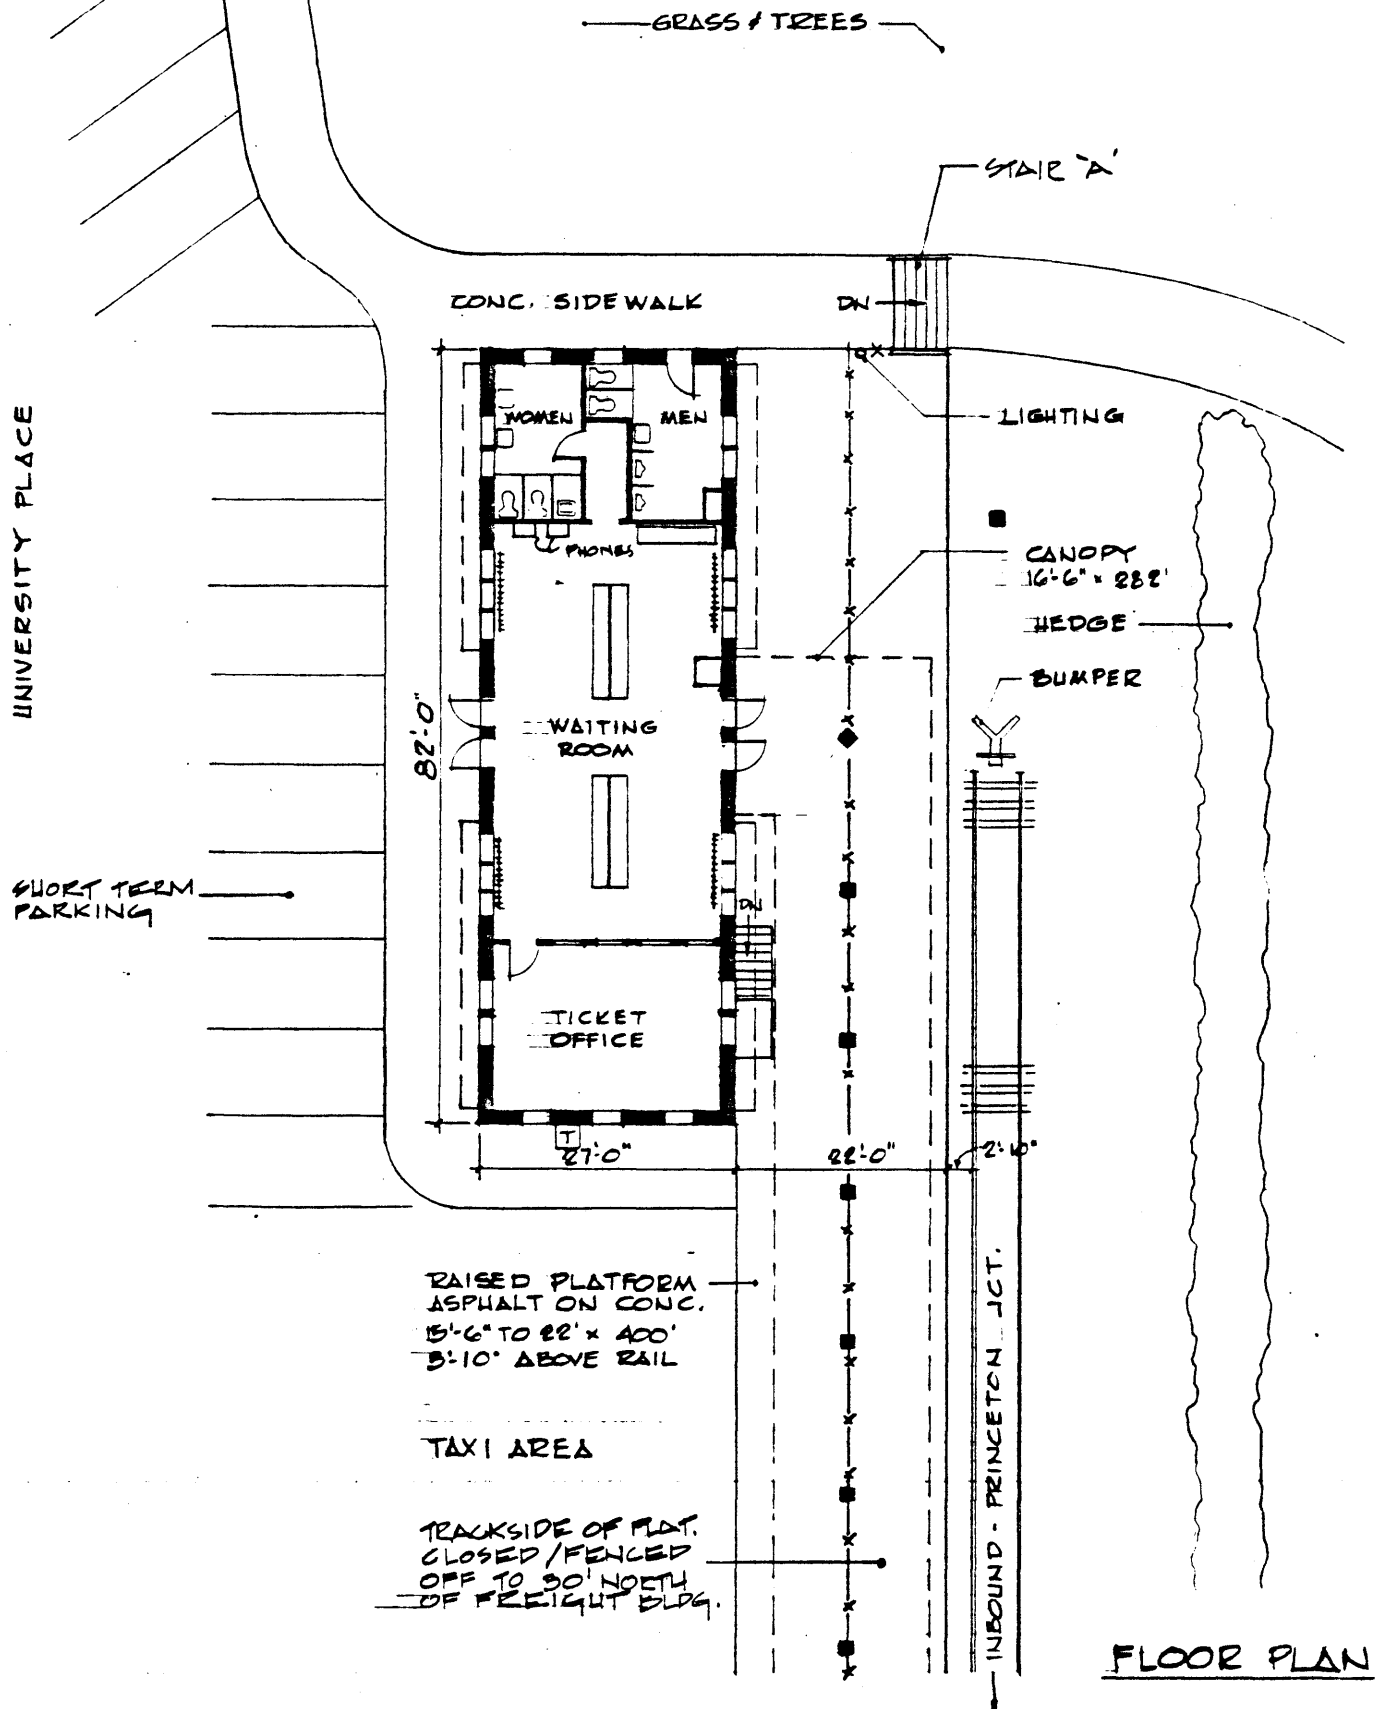 GRASS & TREES
STAIR 'A'
CONC. SIDEWALK
DN
WOMEN
MEN
LIGHTING
UNIVERSITY PLACE
PHONES
CANOPY
16'-6" x 282'
HEDGE
BUMPER
WAITING
ROOM
82'-0"
SHORT TERM
PARKING
DN
TICKET
OFFICE
T
27'-0"
22'-0"
2'-10"
RAISED PLATFORM
ASPHALT ON CONC.
15'-6" TO 22' x 400'
3'-10" ABOVE RAIL
TAXI AREA
TRACKSIDE OF PLAT.
CLOSED/FENCED
OFF TO 30' NORTH
OF FREIGHT BLDG.
INBOUND - PRINCETON JCT.
FLOOR PLAN